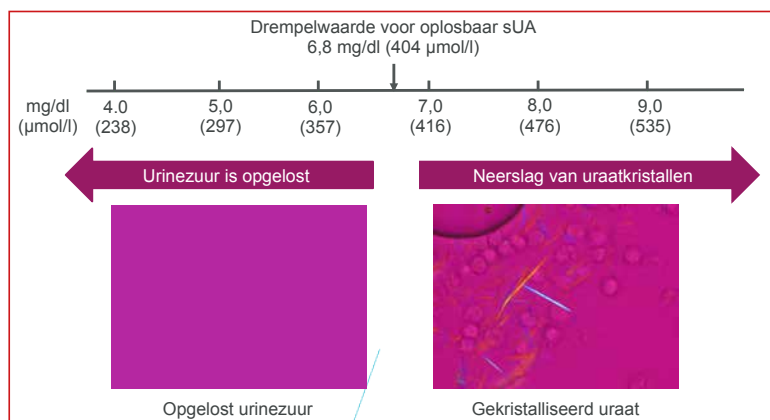 Drempelwaarde voor oplosbaar sUA
6,8 mg/dl (404 µmol/l)
mg/dl 4.0 5,0 6,0 7,0 8,0 9,0
(µmol/l) (238) (297) (357) (416) (476) (535)
Urinezuur is opgelost Neerslag van uraatkristallen
Opgelost urinezuur Gekristalliseerd uraat